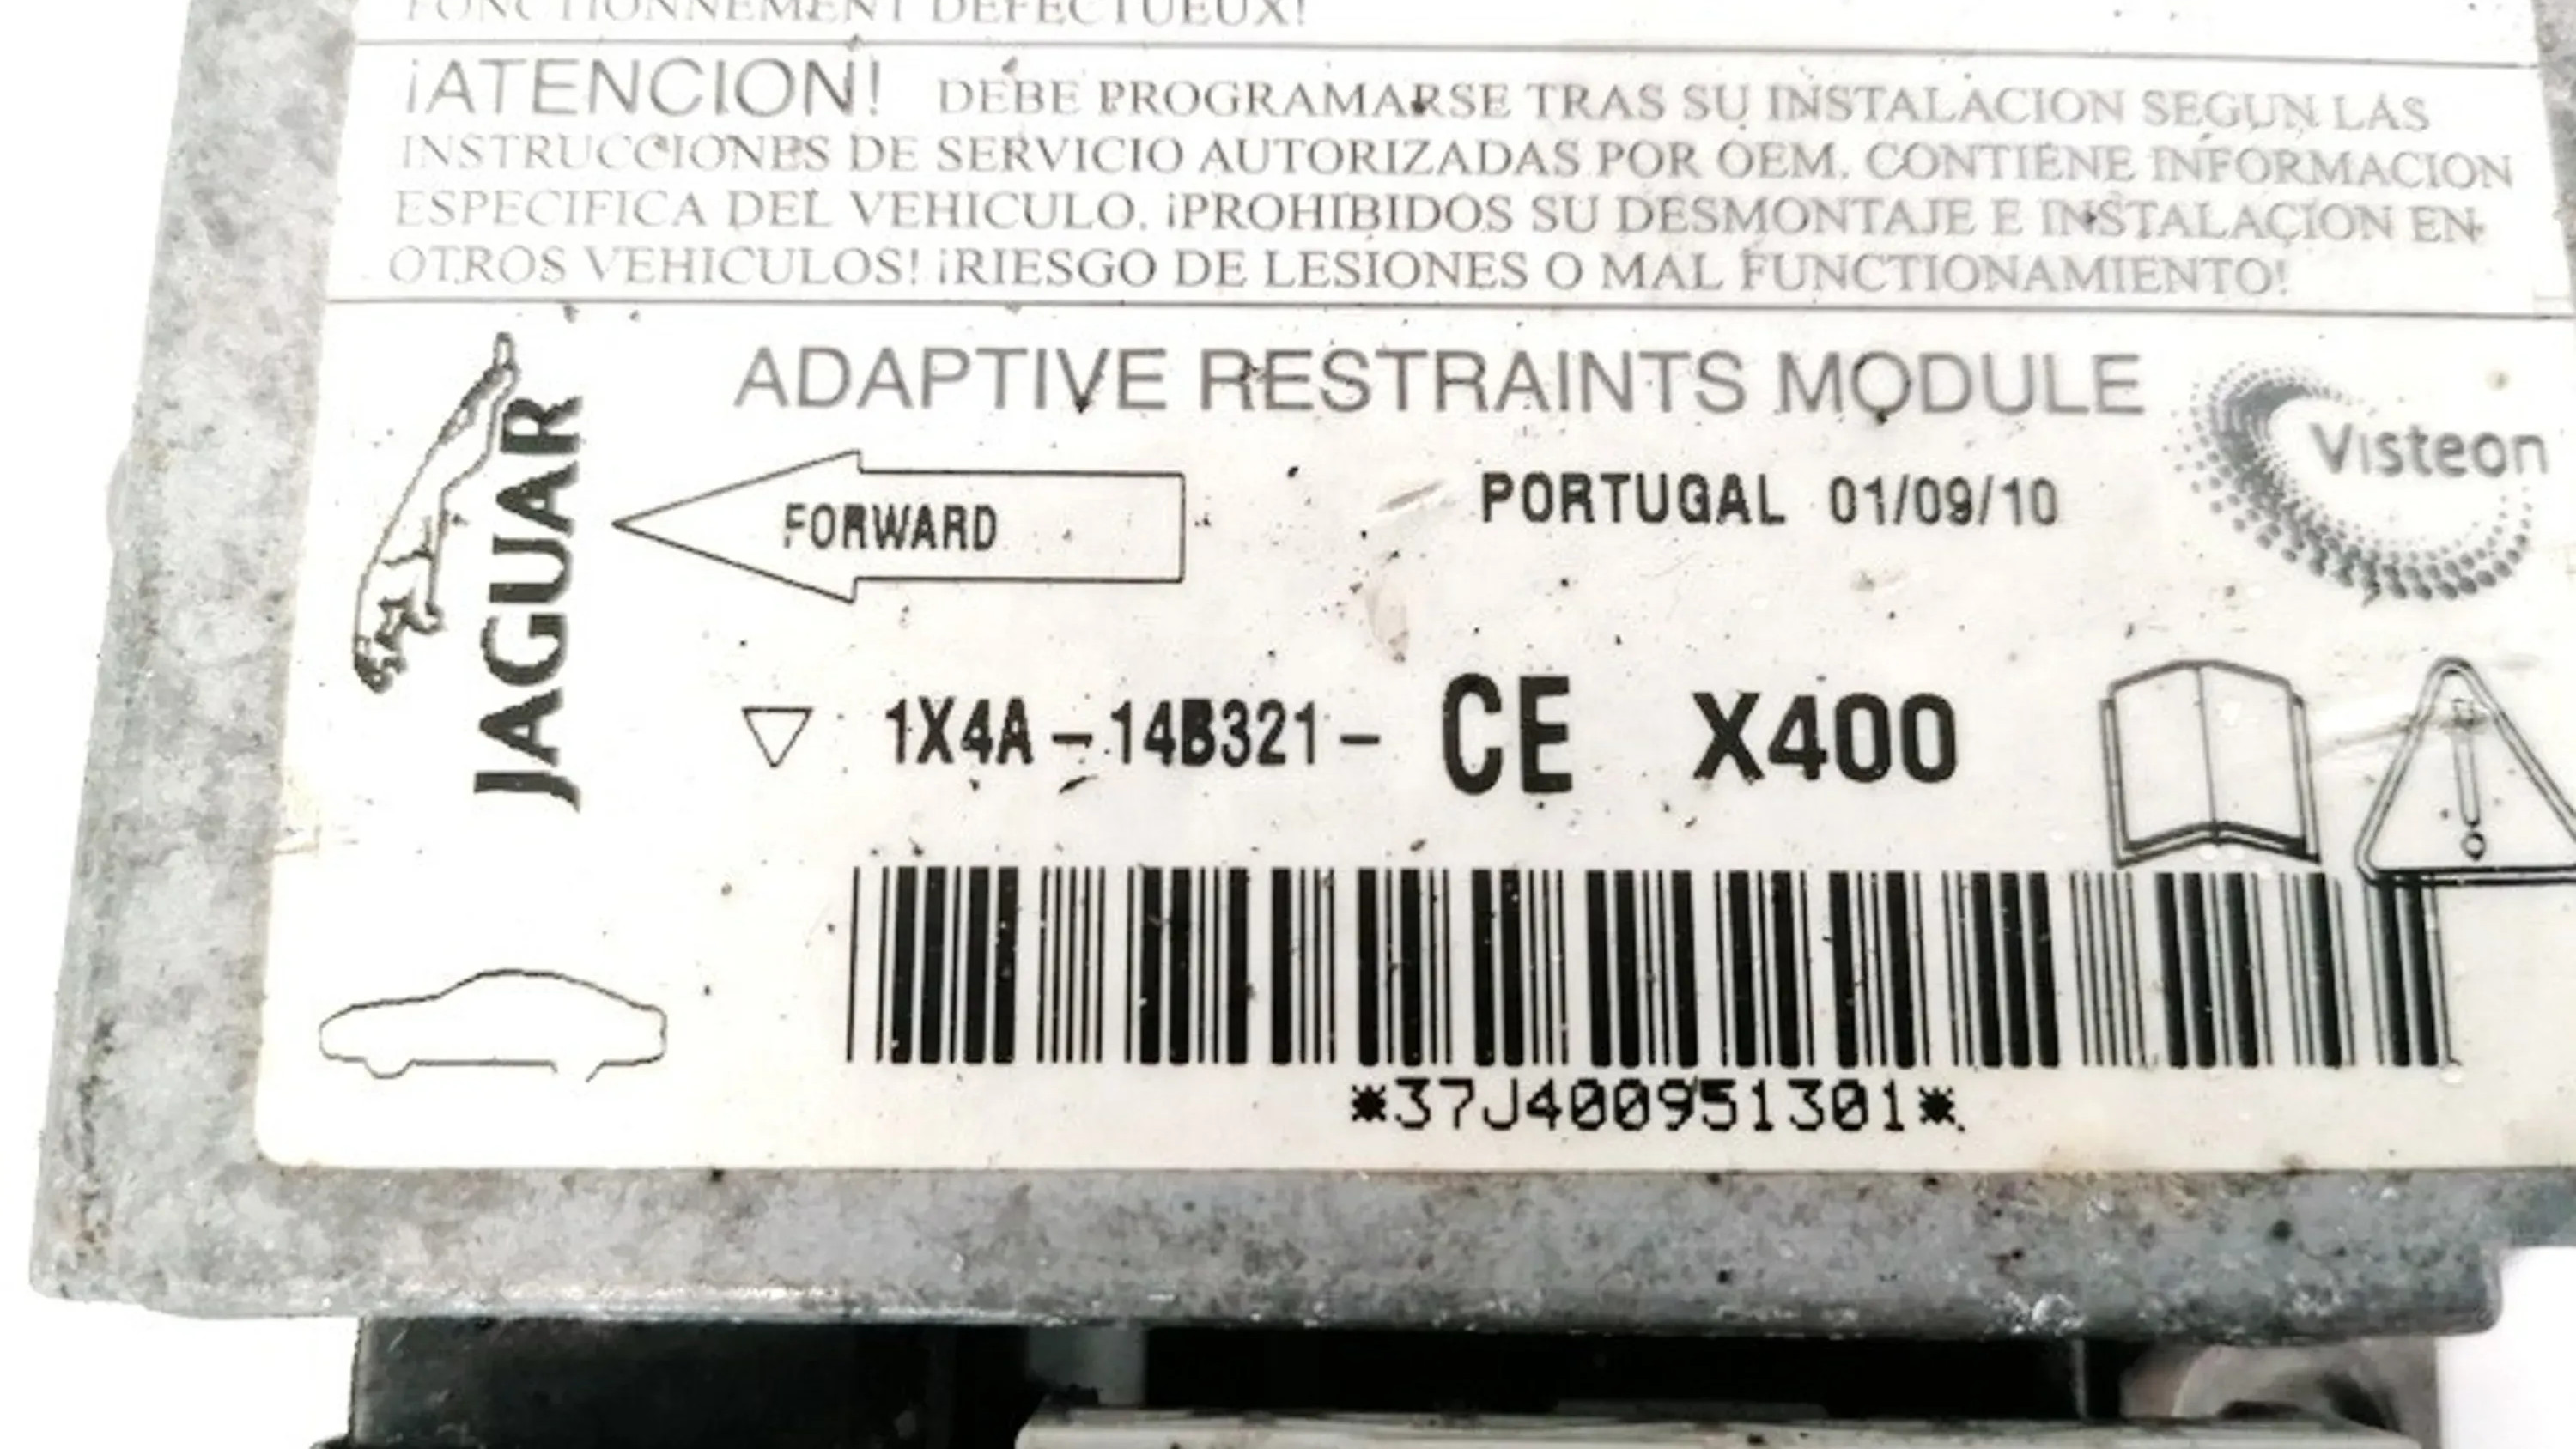 FONCTIONNEMENT DEFECTUEUX!
¡ATENCION! DEBE PROGRAMARSE TRAS SU INSTALACION SEGUN LAS
INSTRUCCIONES DE SERVICIO AUTORIZADAS POR OEM. CONTIENE INFORMACION
ESPECIFICA DEL VEHICULO. ¡PROHIBIDOS SU DESMONTAJE E INSTALACION EN
OTROS VEHICULOS! ¡RIESGO DE LESIONES O MAL FUNCTIONAMIENTO!
JAGUAR
ADAPTIVE RESTRAINTS MODULE
Visteon
FORWARD
PORTUGAL 01/09/10
1X4A-14B321- CE X400
*37J400951301*